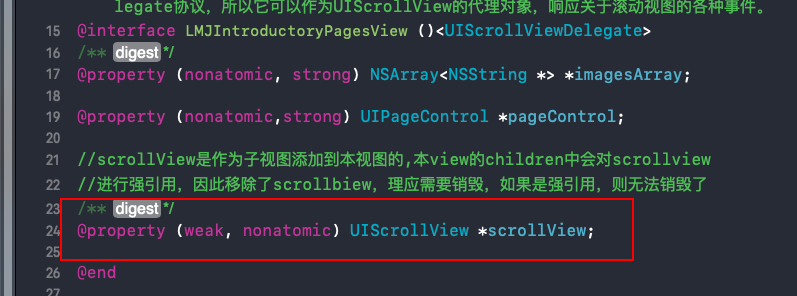 legate协议，所以它可以作为UIScrollView的代理对象，响应关于滚动视图的各种事件。
15 @interface LMJIntroductoryPagesView ()<UIScrollViewDelegate>
16 /** digest */
17 @property (nonatomic, strong) NSArray<NSString *> *imagesArray;
18
19 @property (nonatomic,strong) UIPageControl *pageControl;
20
21 //scrollView是作为子视图添加到本视图的,本view的children中会对scrollview
22 //进行强引用，因此移除了scrollbiew，理应需要销毁，如果是强引用，则无法销毁了
23 /** digest */
24 @property (weak, nonatomic) UIScrollView *scrollView;
25
26 @end
27